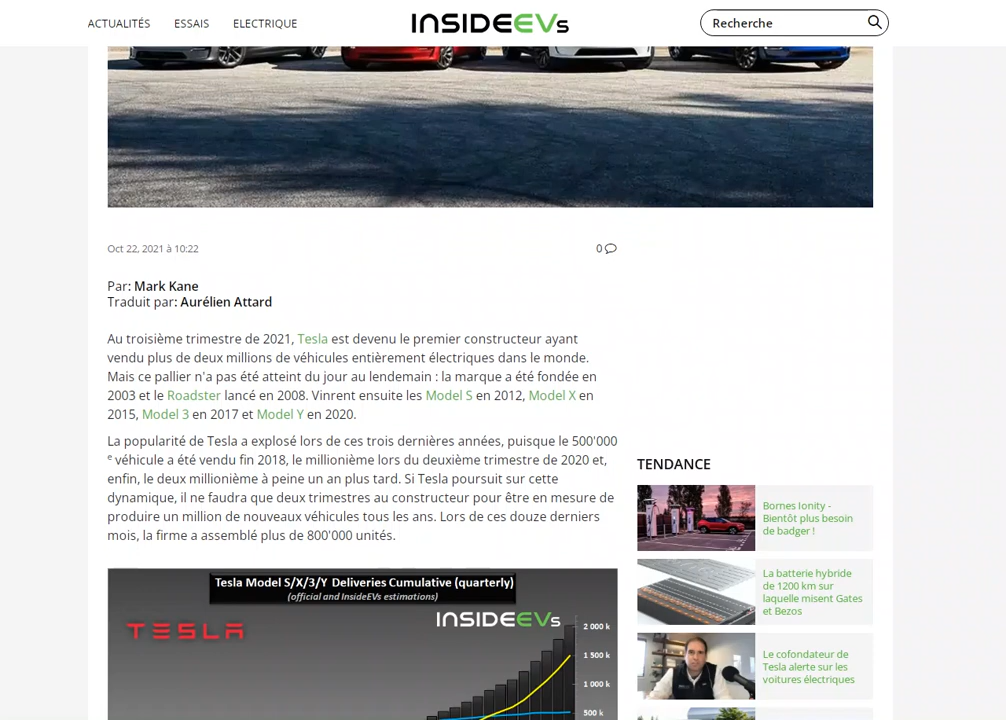 ACTUALITÉS ESSAIS ELECTRIQUE INSIDEEVs Recherche
Oct 22, 2021 à 10:22 0
Par: Mark Kane
Traduit par: Aurélien Attard
Au troisième trimestre de 2021, Tesla est devenu le premier constructeur ayant
vendu plus de deux millions de véhicules entièrement électriques dans le monde.
Mais ce pallier n'a pas été atteint du jour au lendemain : la marque a été fondée en
2003 et le Roadster lancé en 2008. Vinrent ensuite les Model S en 2012, Model X en
2015, Model 3 en 2017 et Model Y en 2020.
La popularité de Tesla a explosé lors de ces trois dernières années, puisque le 500'000
e véhicule a été vendu fin 2018, le millionième lors du deuxième trimestre de 2020 et,
enfin, le deux millionième à peine un an plus tard. Si Tesla poursuit sur cette
dynamique, il ne faudra que deux trimestres au constructeur pour être en mesure de
produire un million de nouveaux véhicules tous les ans. Lors de ces douze derniers
mois, la firme a assemblé plus de 800'000 unités.
Tesla Model S/X/3/Y Deliveries Cumulative (quarterly)
(official and InsideEVs estimations)
INSIDEEVs
TESLA
2 000 k
1 500 k
1 000 k
500 k
TENDANCE
Bornes Ionity -
Bientôt plus besoin
de badger !
La batterie hybride
de 1200 km sur
laquelle misent Gates
et Bezos
Le cofondateur de
Tesla alerte sur les
voitures électriques